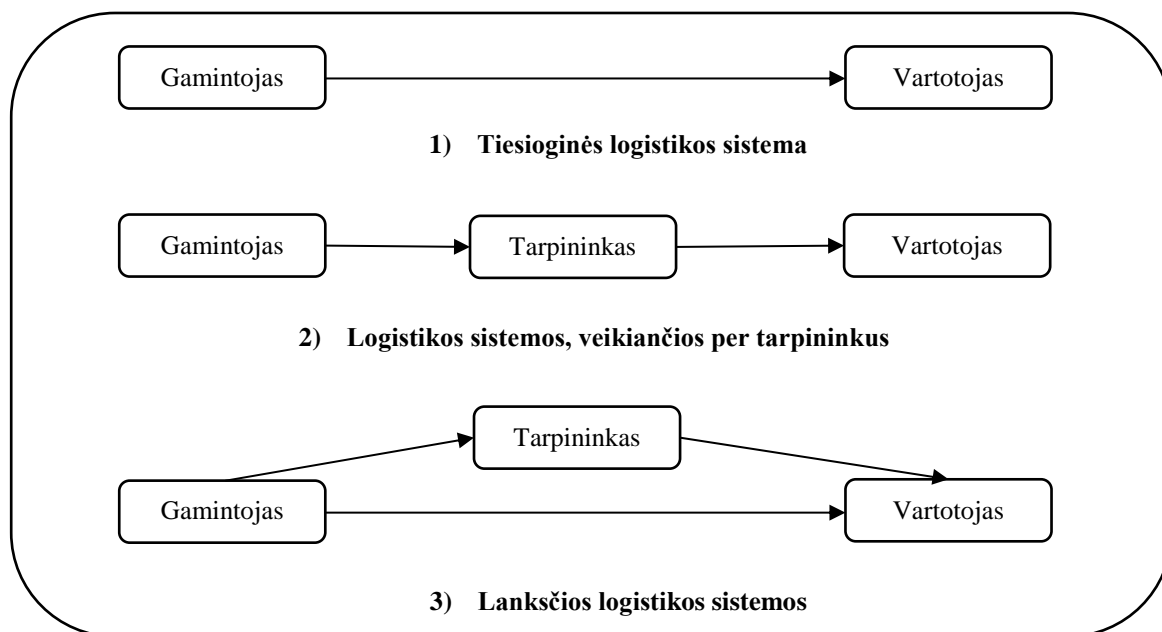 Gamintojas Vartotojas
1) Tiesioginės logistikos sistema
Gamintojas Tarpininkas Vartotojas
2) Logistikos sistemos, veikiančios per tarpininkus
Tarpininkas
Gamintojas Vartotojas
3) Lanksčios logistikos sistemos